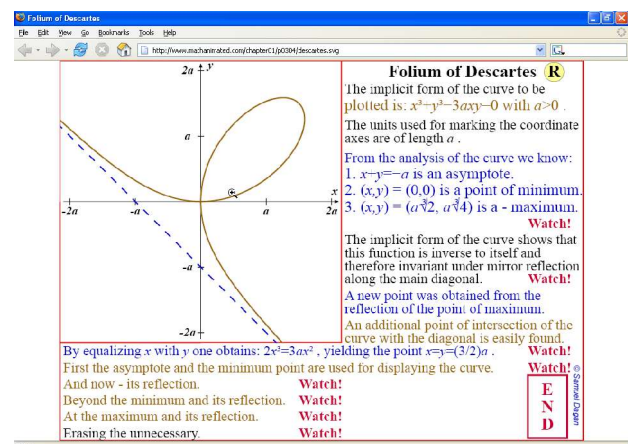 Folium of Descartes
File Edit View Go Bookmarks Tools Help
http://www.mathanimated.com/chapterC1/p0304/descartes.svg
Folium of Descartes R
The implicit form of the curve to be
plotted is: x³+y³−3axy=0 with a>0 .
The units used for marking the coordinate
axes are of length a .
From the analysis of the curve we know:
1. x+y=−a is an asymptote.
2. (x,y) = (0,0) is a point of minimum.
3. (x,y) = (a∛2, a∛4) is a - maximum.
Watch!
The implicit form of the curve shows that
this function is inverse to itself and
therefore invariant under mirror reflection
along the main diagonal. Watch!
A new point was obtained from the
reflection of the point of maximum.
An additional point of intersection of the
curve with the diagonal is easily found.
2a y
a
-2a -a a 2a x
-a
-2a
By equalizing x with y one obtains: 2x³=3ax² , yielding the point x=y=(3/2)a . Watch!
First the asymptote and the minimum point are used for displaying the curve. Watch!
And now - its reflection. Watch!
Beyond the minimum and its reflection. Watch!
At the maximum and its reflection. Watch!
Erasing the unnecessary. Watch!
E
N
D
© Samuel Dagan